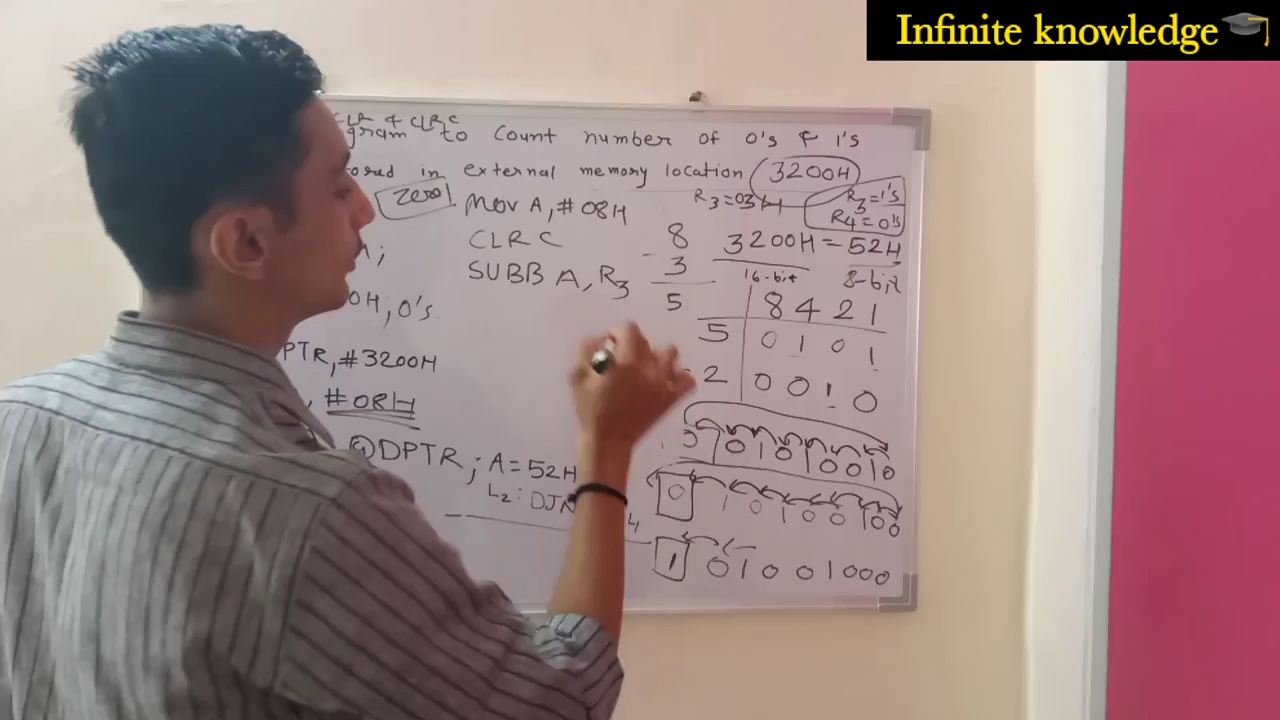 Infinite knowledge
CLR & CLRC
gram to Count number of 0's & 1's
ored in external memory location 3200H
zero MOV A, #08H R3=03H R3=1's
R4=0's
CLR C 8 3200H=52H
SUBB A, R3 - 3 16-bit 8-bit
5 8 4 2 1
0H; 0's 5 0 1 0 1
PTR, #3200H 2 0 0 1 0
, #08H
@DPTR; A=52H 0 1 0 1 0 0 1 0
L2: DJN 0 1 0 1 0 0 1 0 0
1 0 1 0 0 1 0 0 0